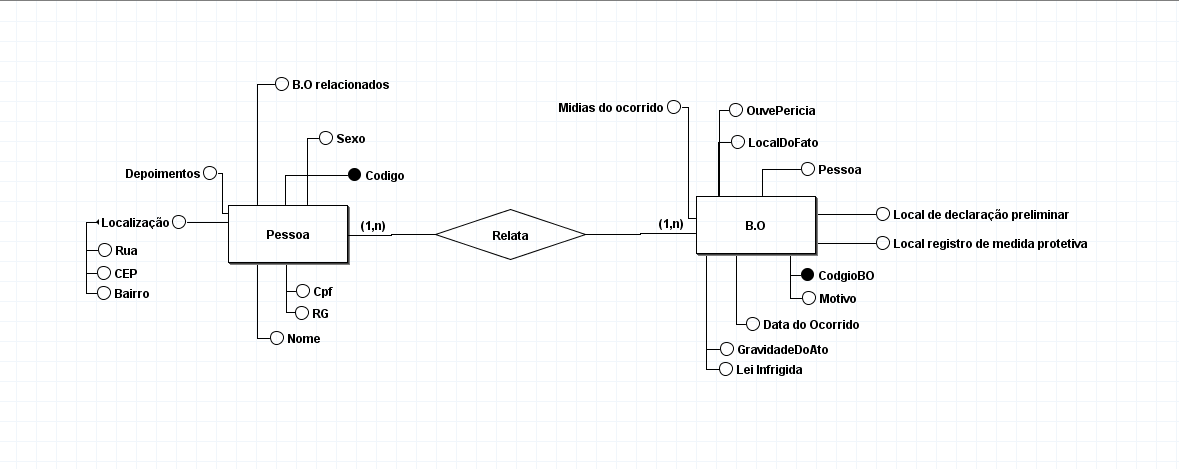 B.O relacionados
Sexo
Depoimentos
Codigo
Localização
Rua
CEP
Bairro
Pessoa
(1,n)
Cpf
RG
Nome
Relata
(1,n)
Midias do ocorrido
OuvePericia
LocalDoFato
Pessoa
B.O
Local de declaração preliminar
Local registro de medida protetiva
CodgioBO
Motivo
Data do Ocorrido
GravidadeDoAto
Lei Infrigida